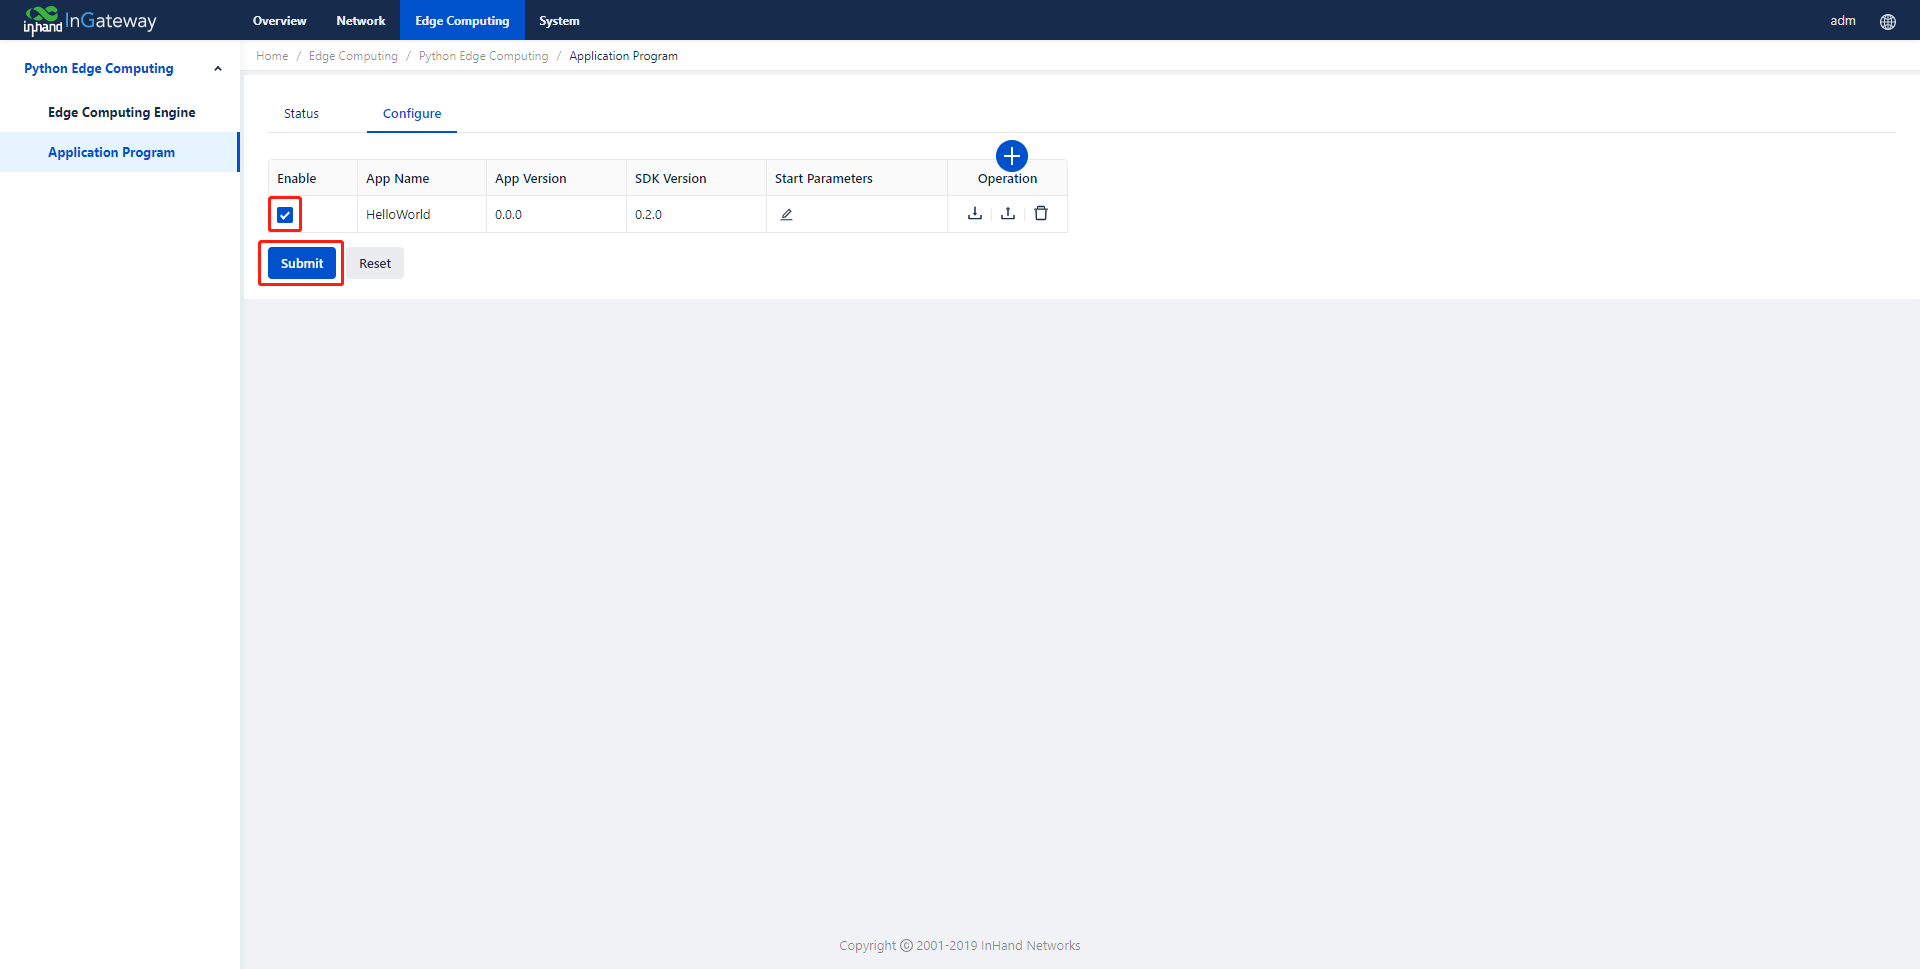 inhand InGateway
Overview Network Edge Computing System adm
Python Edge Computing
Edge Computing Engine
Application Program
Home / Edge Computing / Python Edge Computing / Application Program
Status Configure
Enable App Name App Version SDK Version Start Parameters Operation
HelloWorld 0.0.0 0.2.0
Submit Reset
Copyright © 2001-2019 InHand Networks